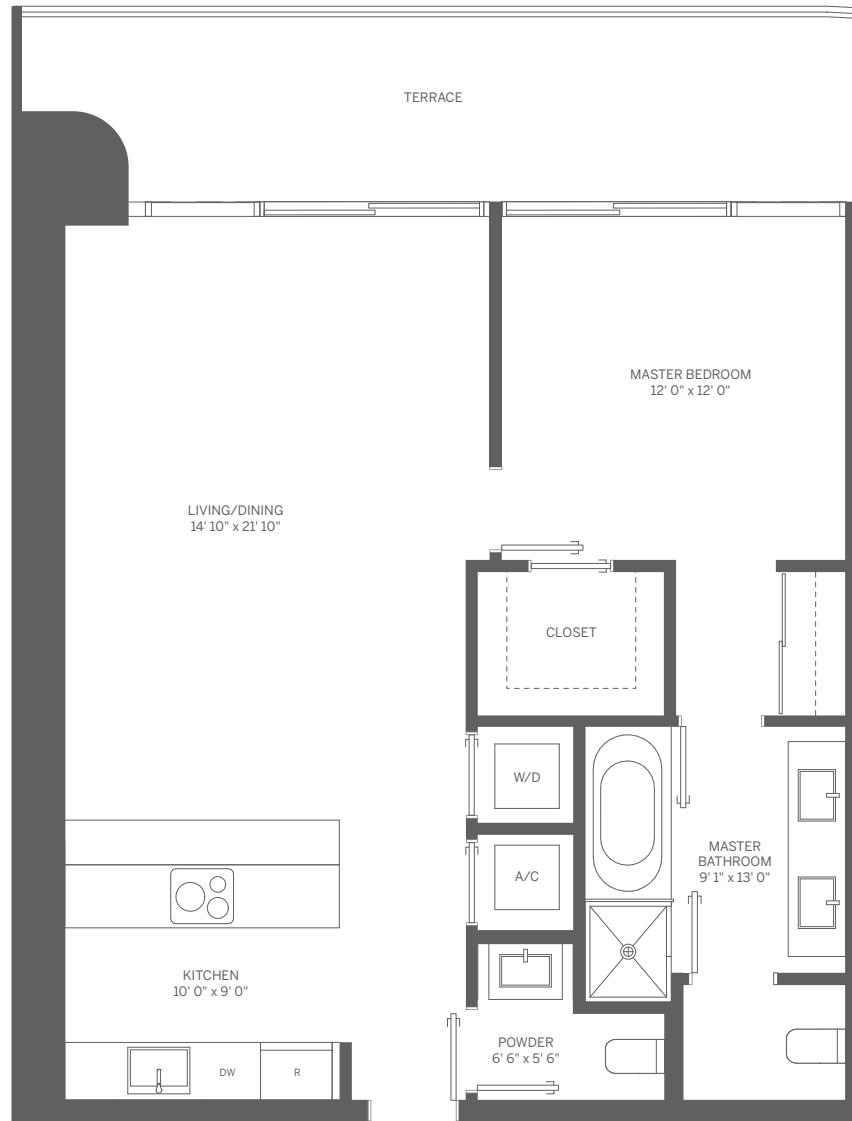 TERRACE
MASTER BEDROOM
12' 0" x 12' 0"
LIVING/DINING
14' 10" x 21' 10"
CLOSET
W/D
A/C
MASTER
BATHROOM
9' 1" x 13' 0"
KITCHEN
10' 0" x 9' 0"
POWDER
6' 6" x 5' 6"
DW
R